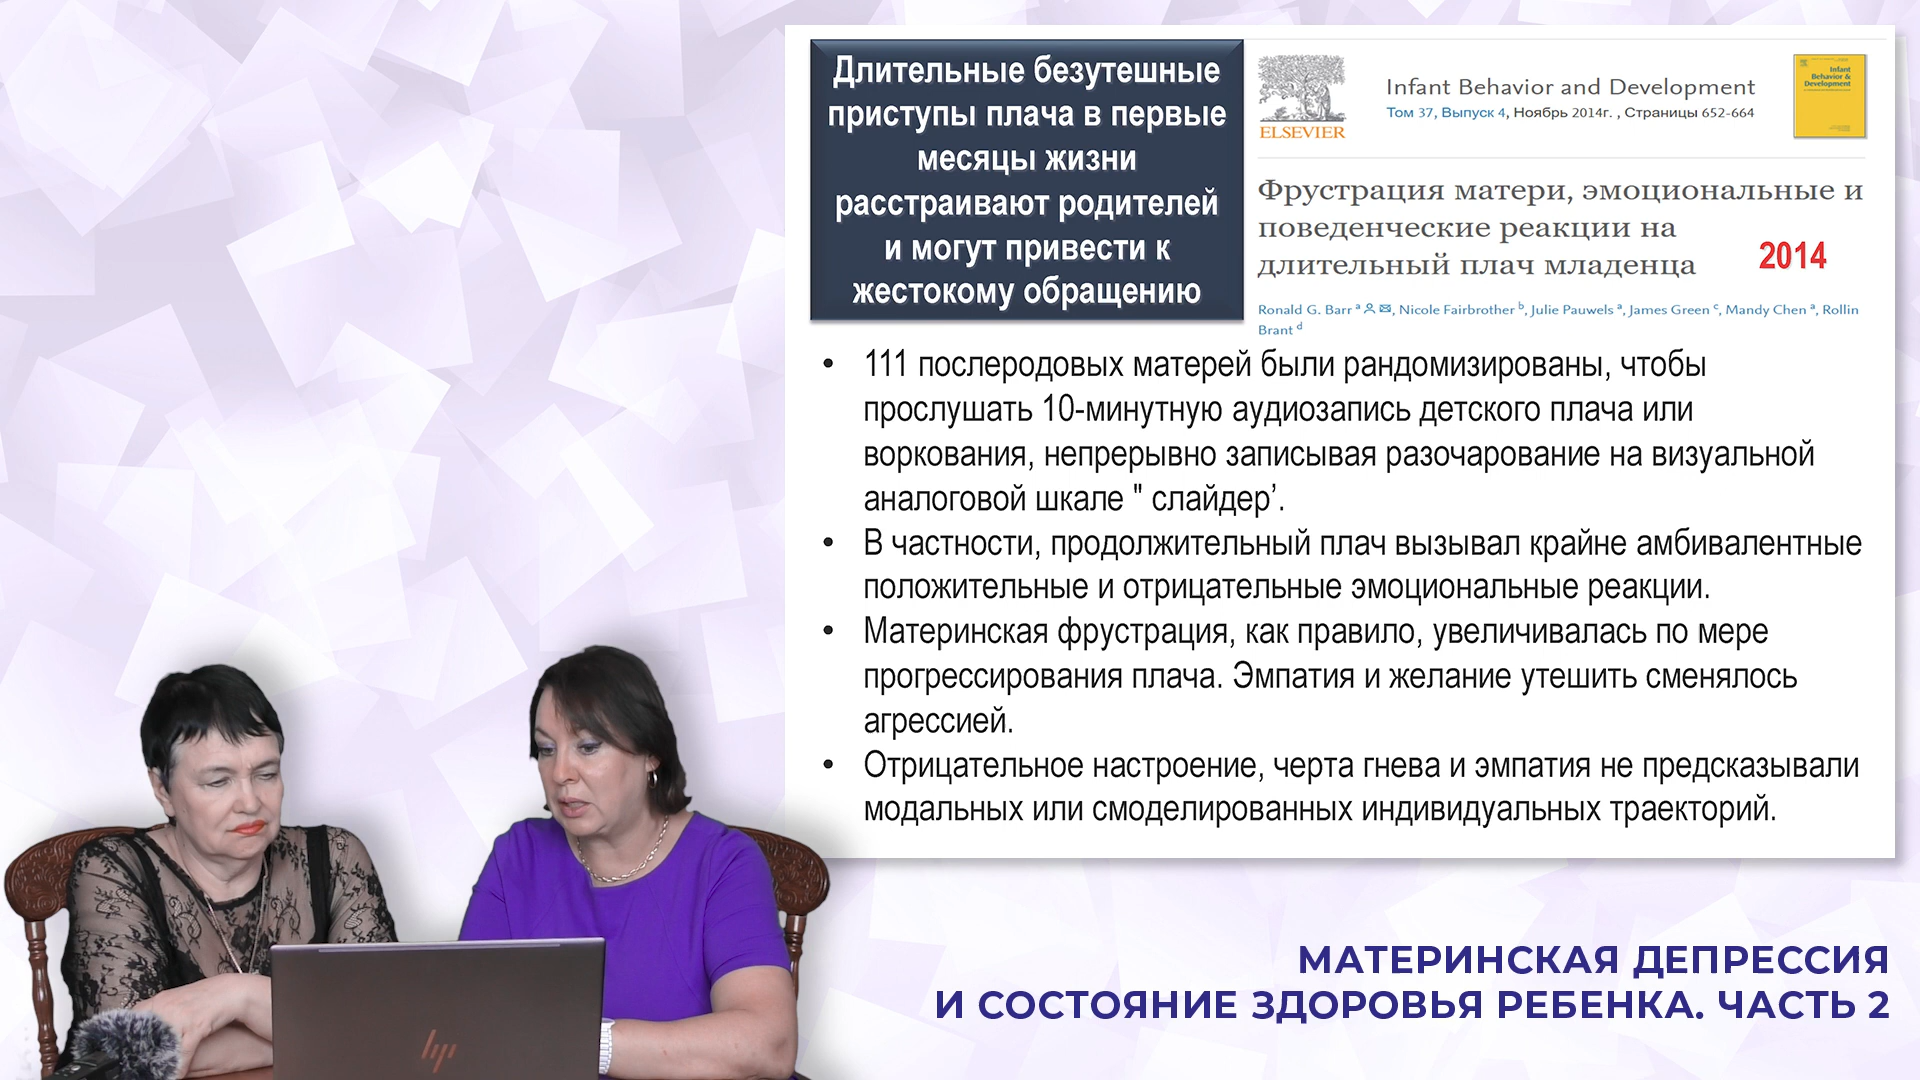 Длительные безутешные
приступы плача в первые
месяцы жизни
расстраивают родителей
и могут привести к
жестокому обращению
ELSEVIER
Infant Behavior and Development
Том 37, Выпуск 4, Ноябрь 2014г. , Страницы 652-664
Infant
Behavior &
Development
Фрустрация матери, эмоциональные и
поведенческие реакции на
длительный плач младенца
2014
Ronald G. Barr a, Nicole Fairbrother b, Julie Pauwels a, James Green c, Mandy Chen a, Rollin
Brant d
• 111 послеродовых матерей были рандомизированы, чтобы
прослушать 10-минутную аудиозапись детского плача или
воркования, непрерывно записывая разочарование на визуальной
аналоговой шкале " слайдер’.
• В частности, продолжительный плач вызывал крайне амбивалентные
положительные и отрицательные эмоциональные реакции.
• Материнская фрустрация, как правило, увеличивалась по мере
прогрессирования плача. Эмпатия и желание утешить сменялось
агрессией.
• Отрицательное настроение, черта гнева и эмпатия не предсказывали
модальных или смоделированных индивидуальных траекторий.
hp
МАТЕРИНСКАЯ ДЕПРЕССИЯ
И СОСТОЯНИЕ ЗДОРОВЬЯ РЕБЕНКА. ЧАСТЬ 2